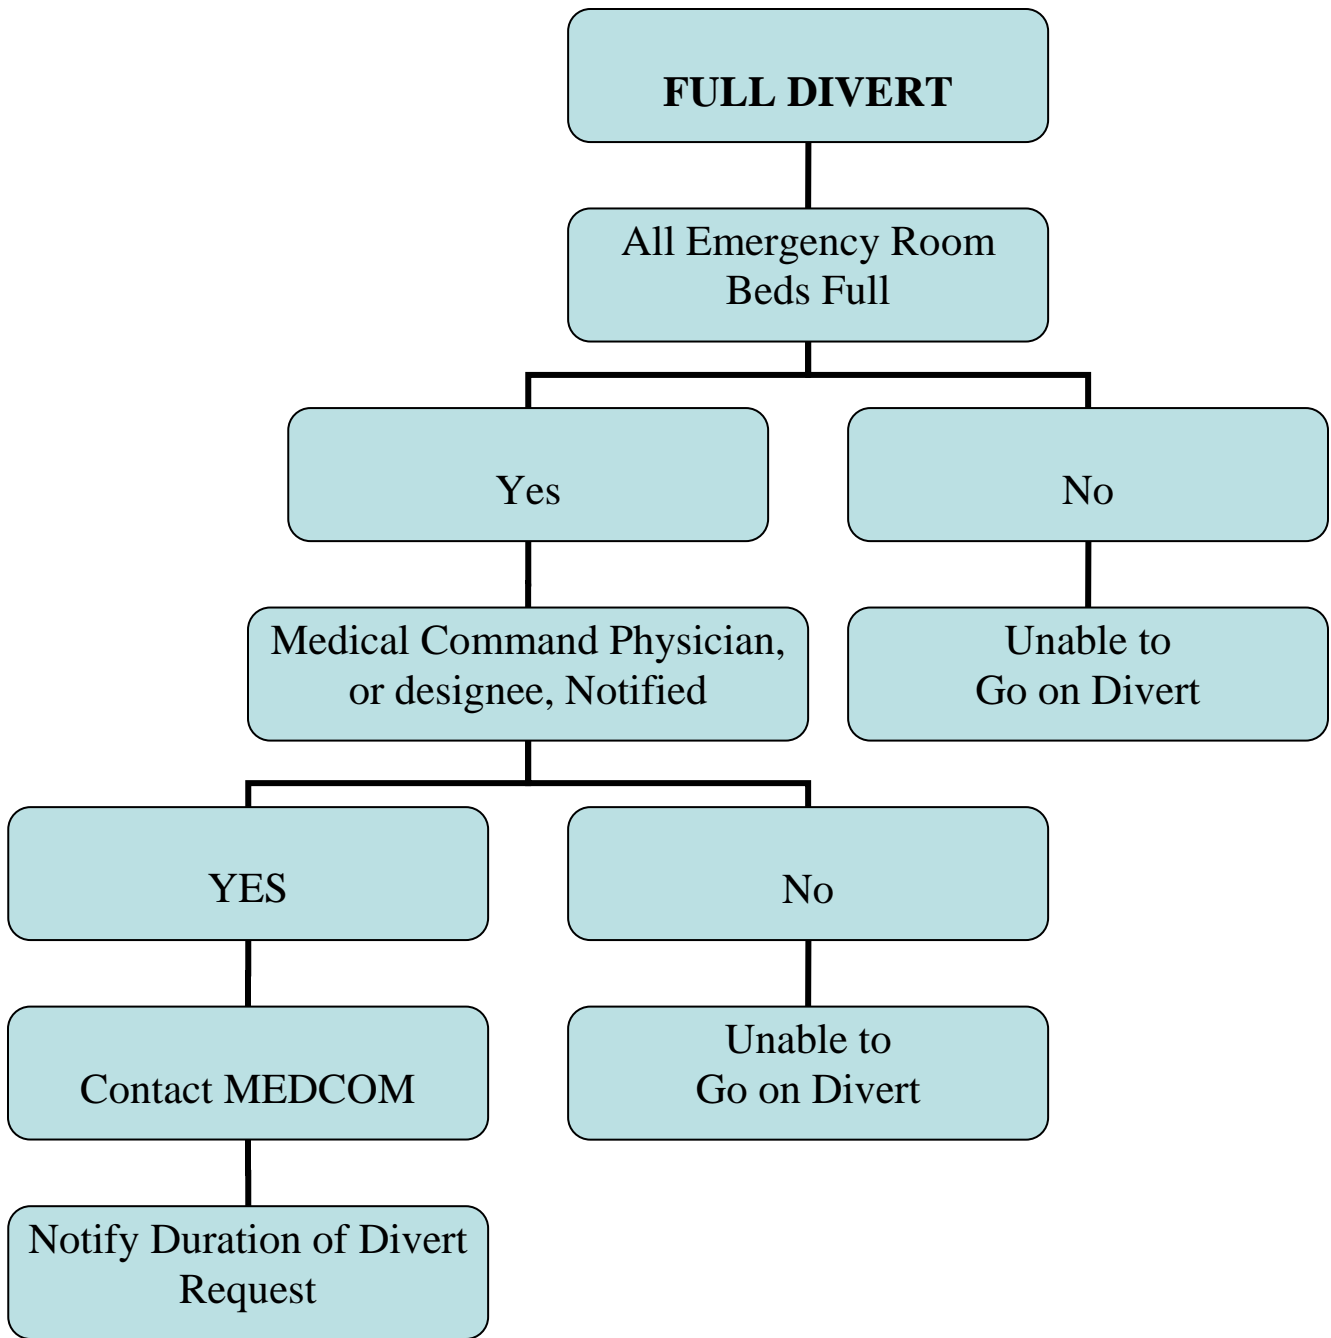 FULL DIVERT
All Emergency Room
Beds Full
Yes
No
Medical Command Physician,
or designee, Notified
Unable to
Go on Divert
YES
No
Contact MEDCOM
Unable to
Go on Divert
Notify Duration of Divert
Request